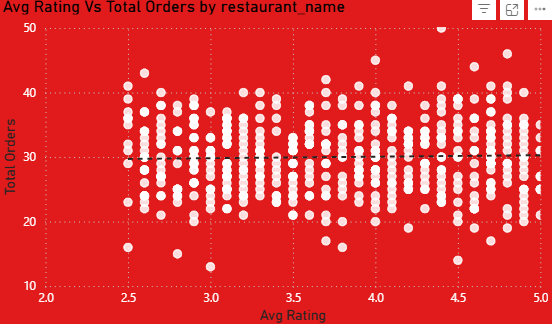 Avg Rating Vs Total Orders by restaurant_name
Total Orders
50
40
30
20
10
2.0 2.5 3.0 3.5 4.0 4.5 5.0
Avg Rating